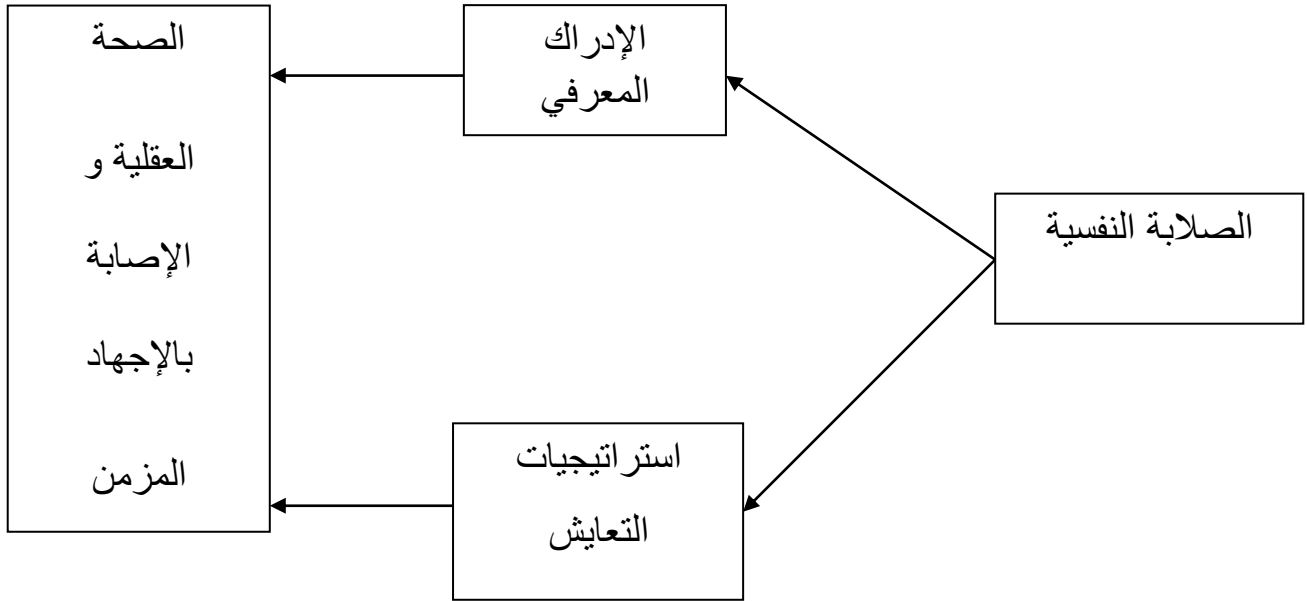 الصلابة النفسية
الإدراك
المعرفي
استراتيجيات
التعايش
الصحة
العقلية و
الإصابة
بالإجهاد
المزمن